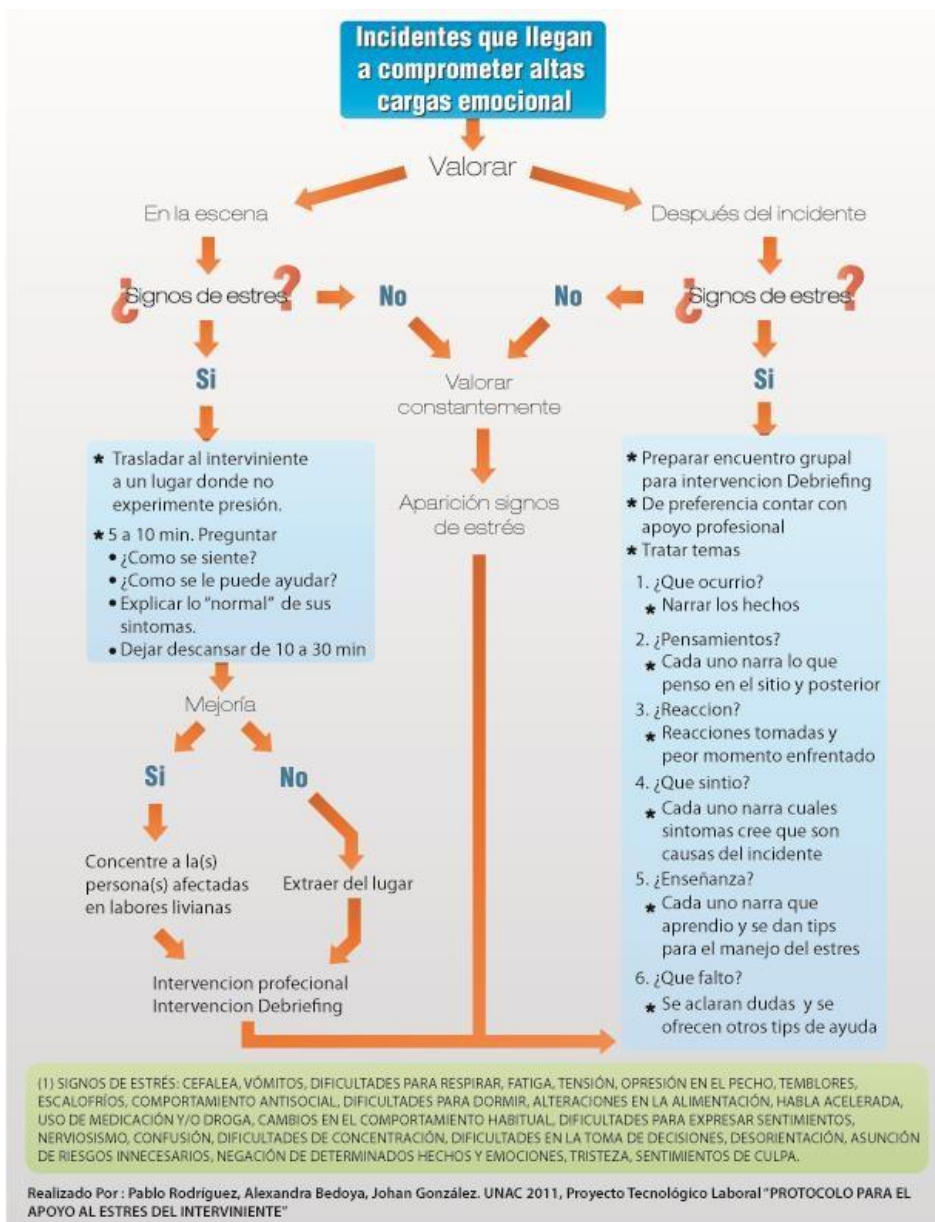 Incidentes que llegan
a comprometer altas
cargas emocional
Valorar
En la escena
Después del incidente
¿Signos de estres?
No
No
¿Signos de estres?
Si
Valorar
constantemente
Si
* Trasladar al interviniente
a un lugar donde no
experimente presión.
* 5 a 10 min. Preguntar
• ¿Como se siente?
• ¿Como se le puede ayudar?
• Explicar lo "normal" de sus
sintomas.
• Dejar descansar de 10 a 30 min
Aparición signos
de estrés
* Preparar encuentro grupal
para intervencion Debriefing
* De preferencia contar con
apoyo profesional
* Tratar temas
1. ¿Que ocurrio?
* Narrar los hechos
2. ¿Pensamientos?
* Cada uno narra lo que
penso en el sitio y posterior
3. ¿Reaccion?
* Reacciones tomadas y
peor momento enfrentado
4. ¿Que sintio?
* Cada uno narra cuales
sintomas cree que son
causas del incidente
5. ¿Enseñanza?
* Cada uno narra que
aprendio y se dan tips
para el manejo del estres
6. ¿Que falto?
* Se aclaran dudas y se
ofrecen otros tips de ayuda
Mejoría
Si
No
Concentre a la(s)
persona(s) afectadas
en labores livianas
Extraer del lugar
Intervencion profecional
Intervencion Debriefing
(1) SIGNOS DE ESTRÉS: CEFALEA, VÓMITOS, DIFICULTADES PARA RESPIRAR, FATIGA, TENSIÓN, OPRESIÓN EN EL PECHO, TEMBLORES,
ESCALOFRÍOS, COMPORTAMIENTO ANTISOCIAL, DIFICULTADES PARA DORMIR, ALTERACIONES EN LA ALIMENTACIÓN, HABLA ACELERADA,
USO DE MEDICACIÓN Y/O DROGA, CAMBIOS EN EL COMPORTAMIENTO HABITUAL, DIFICULTADES PARA EXPRESAR SENTIMIENTOS,
NERVIOSISMO, CONFUSIÓN, DIFICULTADES DE CONCENTRACIÓN, DIFICULTADES EN LA TOMA DE DECISIONES, DESORIENTACIÓN, ASUNCIÓN
DE RIESGOS INNECESARIOS, NEGACIÓN DE DETERMINADOS HECHOS Y EMOCIONES, TRISTEZA, SENTIMIENTOS DE CULPA.
Realizado Por : Pablo Rodríguez, Alexandra Bedoya, Johan González. UNAC 2011, Proyecto Tecnológico Laboral "PROTOCOLO PARA EL
APOYO AL ESTRES DEL INTERVINIENTE"